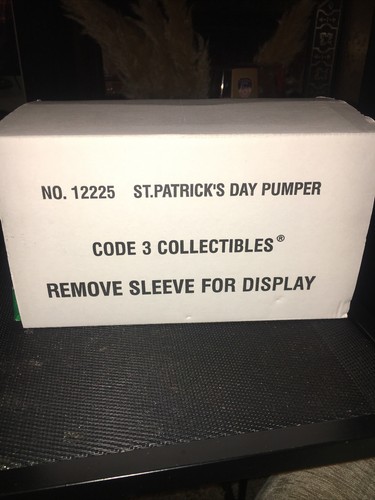 NO. 12225 ST.PATRICK'S DAY PUMPER
CODE 3 COLLECTIBLES®
REMOVE SLEEVE FOR DISPLAY